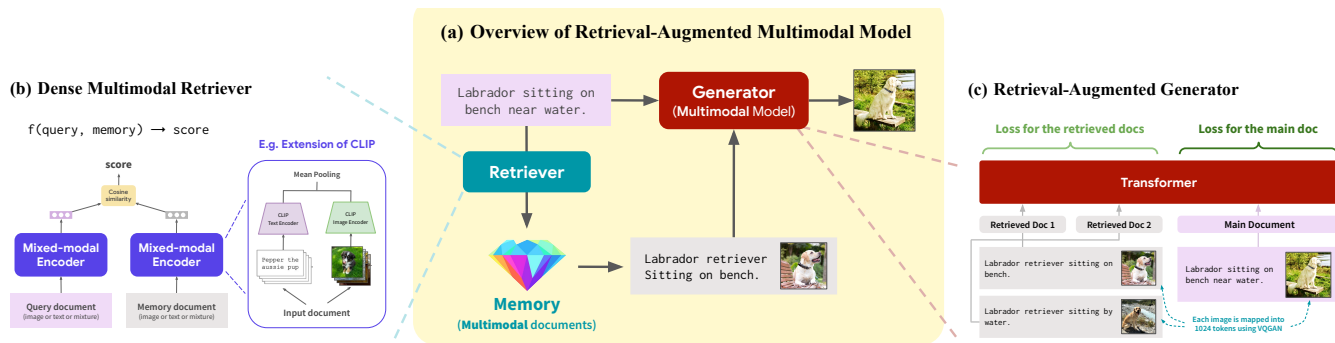 (a) Overview of Retrieval-Augmented Multimodal Model
Labrador sitting on
bench near water.
Generator
(Multimodal Model)
Retriever
Memory
(Multimodal documents)
Labrador retriever
Sitting on bench.
(b) Dense Multimodal Retriever
f(query, memory) → score
score
Cosine
similarity
Mixed-modal
Encoder
Mixed-modal
Encoder
Query document
(image or text or mixture)
Memory document
(image or text or mixture)
E.g. Extension of CLIP
Mean Pooling
CLIP
Text Encoder
CLIP
Image Encoder
Pepper the
aussie pup
Input document
(c) Retrieval-Augmented Generator
Loss for the retrieved docs
Loss for the main doc
Transformer
Retrieved Doc 1
Retrieved Doc 2
Main Document
Labrador retriever sitting on
bench.
Labrador retriever sitting by
water.
Labrador sitting on
bench near water.
Each image is mapped into
1024 tokens using VQGAN